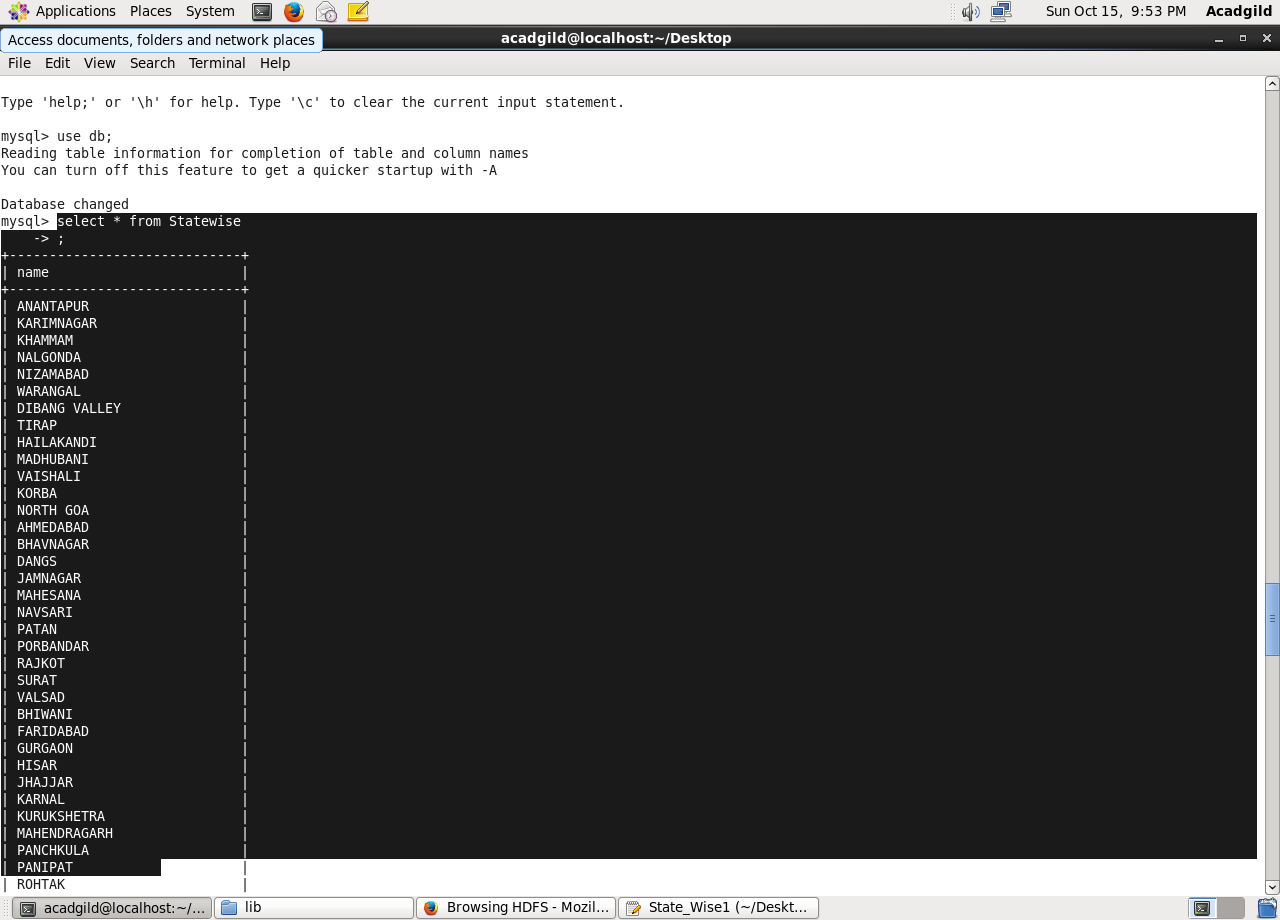 Applications Places System Sun Oct 15, 9:53 PM Acadgild
Access documents, folders and network places
acadgild@localhost:~/Desktop
File Edit View Search Terminal Help
Type 'help;' or '\h' for help. Type '\c' to clear the current input statement.
mysql> use db;
Reading table information for completion of table and column names
You can turn off this feature to get a quicker startup with -A
Database changed
mysql> select * from Statewise
    -> ;
+-----------------------------+
| name                        |
+-----------------------------+
| ANANTAPUR                   |
| KARIMNAGAR                  |
| KHAMMAM                     |
| NALGONDA                    |
| NIZAMABAD                   |
| WARANGAL                    |
| DIBANG VALLEY               |
| TIRAP                       |
| HAILAKANDI                  |
| MADHUBANI                   |
| VAISHALI                    |
| KORBA                       |
| NORTH GOA                   |
| AHMEDABAD                   |
| BHAVNAGAR                   |
| DANGS                       |
| JAMNAGAR                    |
| MAHESANA                    |
| NAVSARI                     |
| PATAN                       |
| PORBANDAR                   |
| RAJKOT                      |
| SURAT                       |
| VALSAD                      |
| BHIWANI                     |
| FARIDABAD                   |
| GURGAON                     |
| HISAR                       |
| JHAJJAR                     |
| KARNAL                      |
| KURUKSHETRA                 |
| MAHENDRAGARH                |
| PANCHKULA                   |
| PANIPAT                     |
| ROHTAK                      |
acadgild@localhost:~/... lib Browsing HDFS - Mozil... State_Wise1 (~/Deskt...